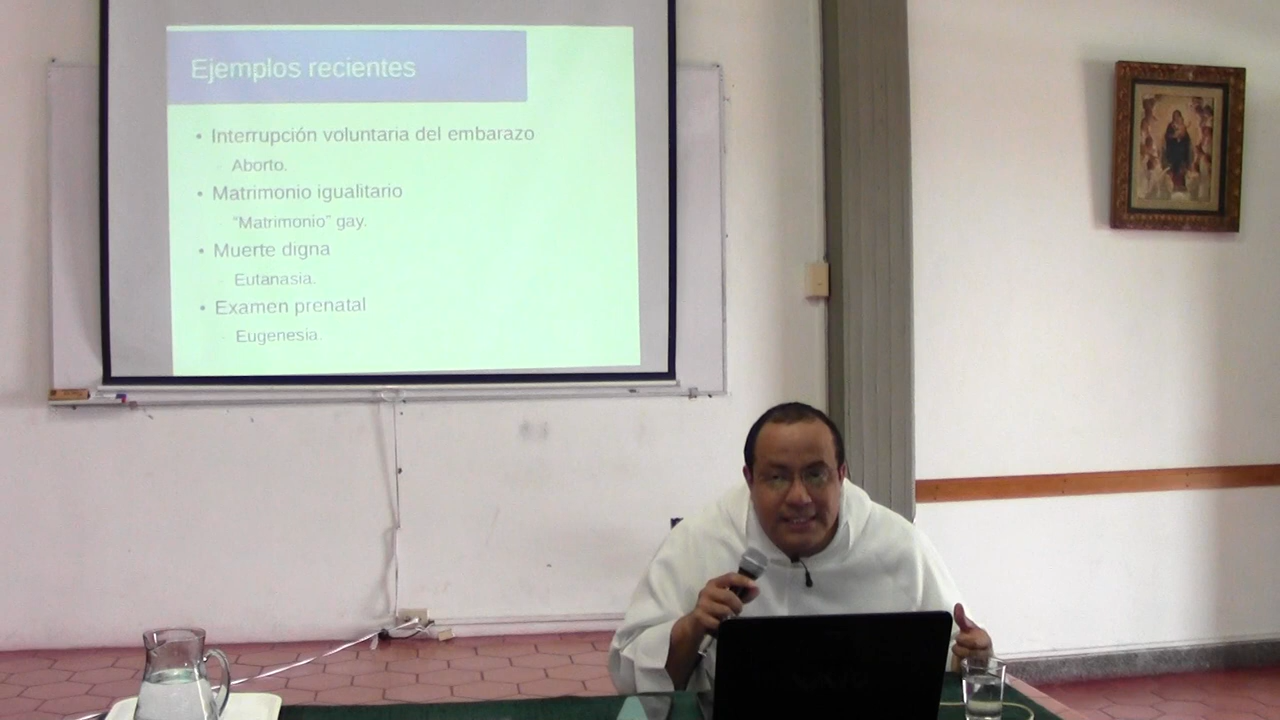 Ejemplos recientes
• Interrupción voluntaria del embarazo
- Aborto.
• Matrimonio igualitario
- “Matrimonio” gay.
• Muerte digna
Eutanasia.
• Examen prenatal
- Eugenesia.